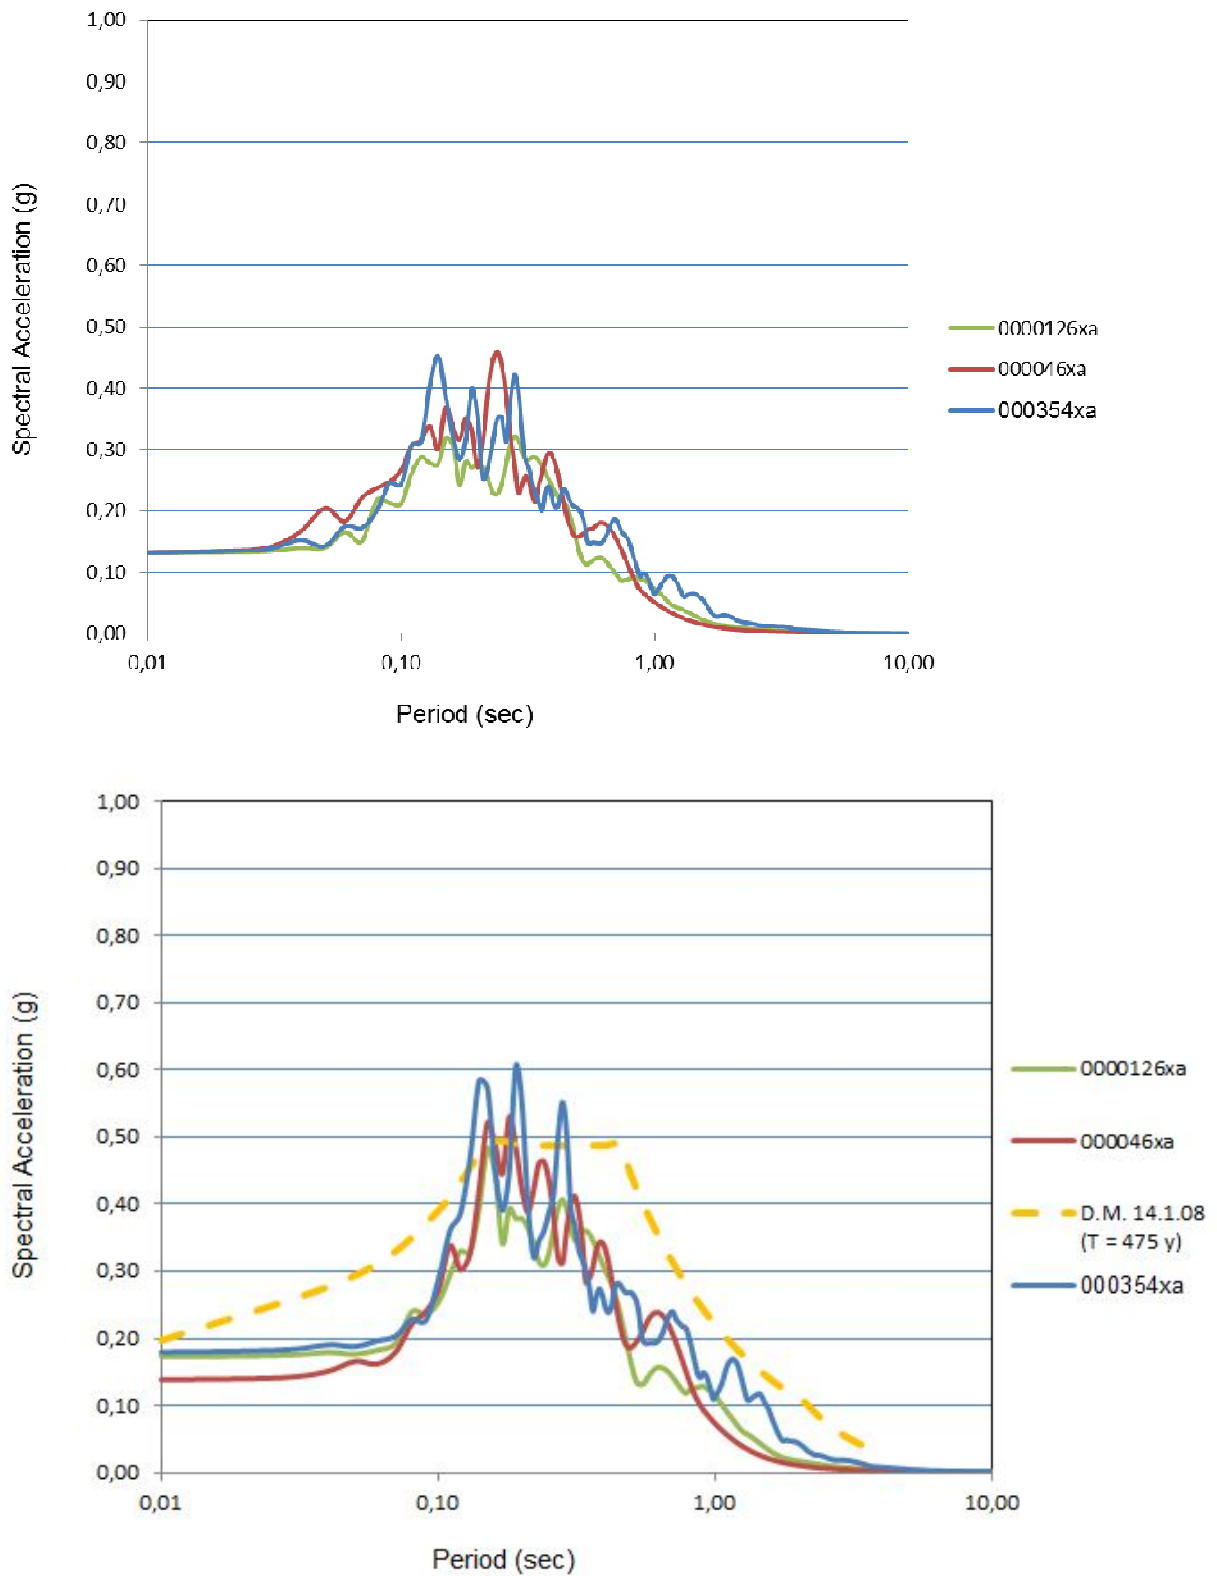 1,00
0,90
0,80
0,70
0,60
0,50
0,40
0,30
0,20
0,10
0,00
Spectral Acceleration (g)
0,01
0,10
1,00
10,00
Period (sec)
0000126xa
000046xa
000354xa
1,00
0,90
0,80
0,70
0,60
0,50
0,40
0,30
0,20
0,10
0,00
Spectral Acceleration (g)
0,01
0,10
1,00
10,00
Period (sec)
0000126xa
000046xa
D.M. 14.1.08
(T = 475 y)
000354xa